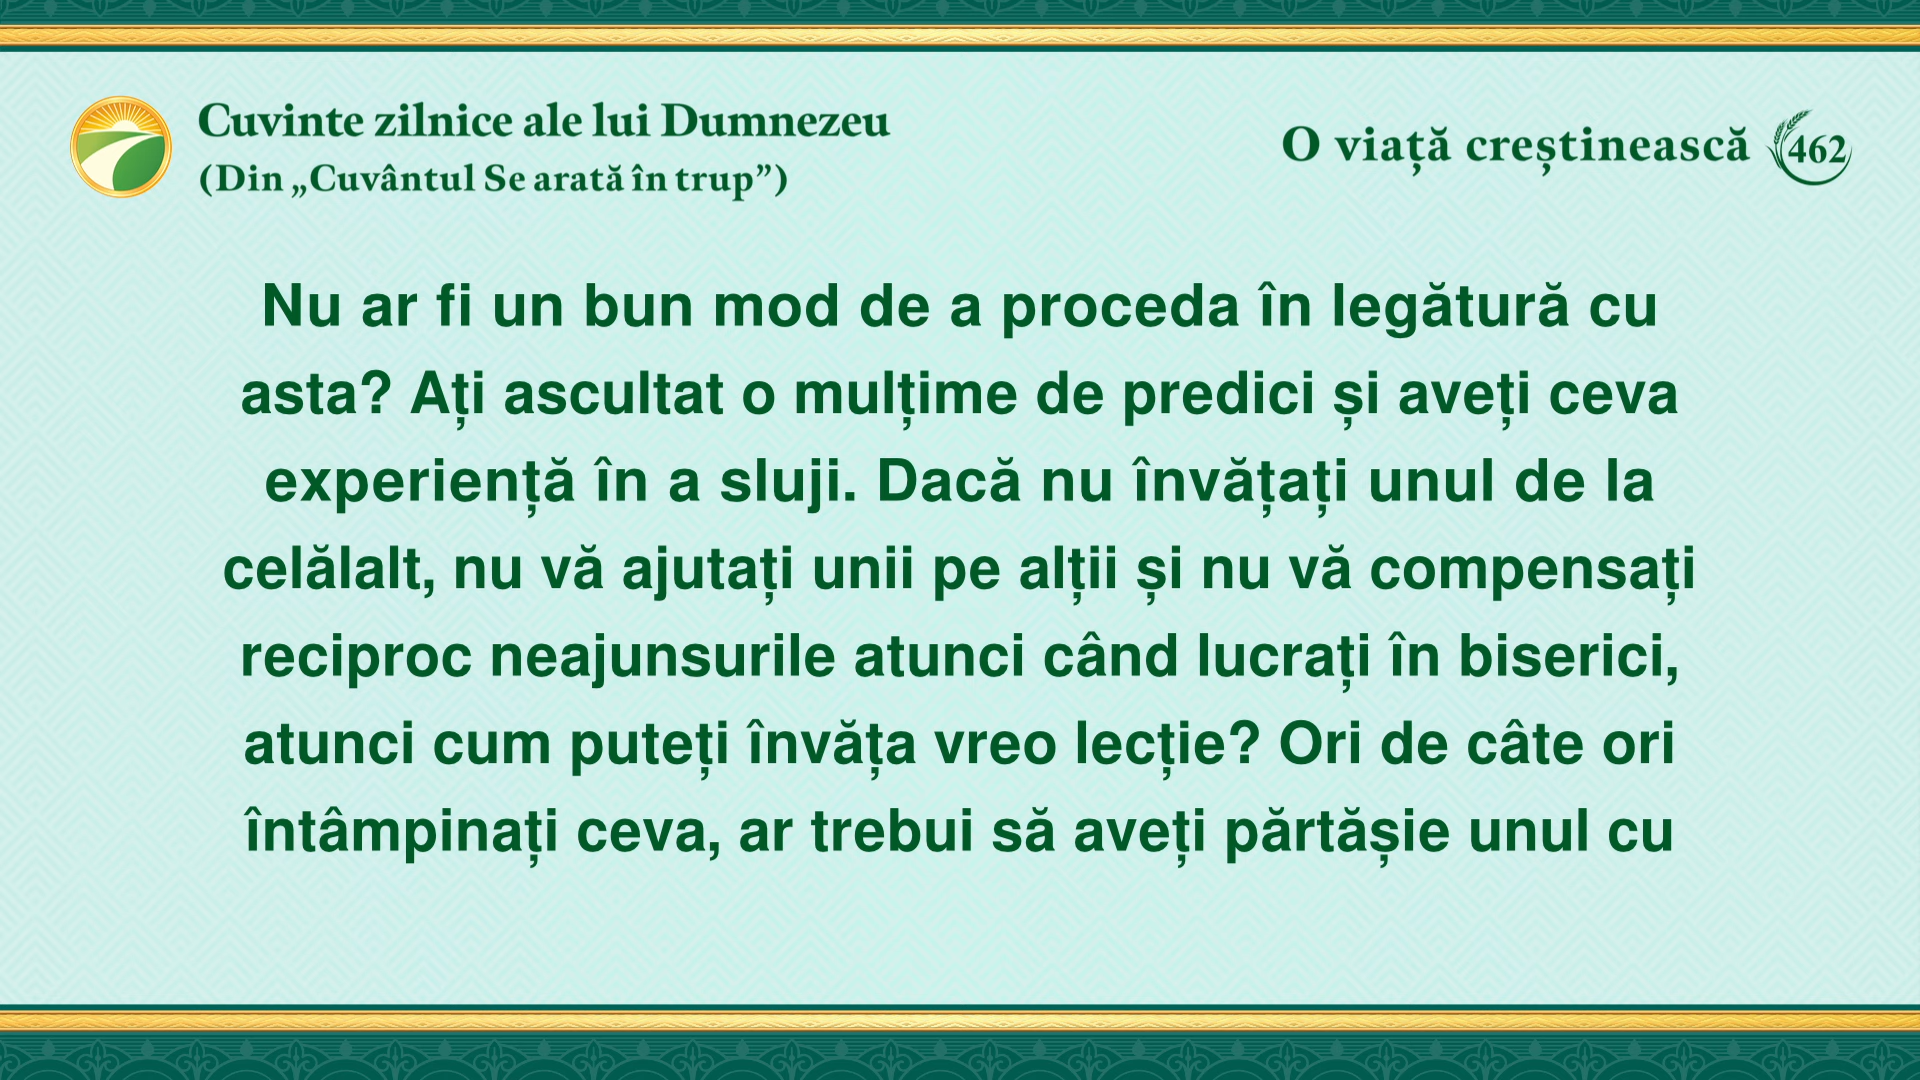 Cuvinte zilnice ale lui Dumnezeu
(Din „Cuvântul Se arată în trup”)
O viață creștinească 462
Nu ar fi un bun mod de a proceda în legătură cu
asta? Ați ascultat o mulțime de predici și aveți ceva
experiență în a sluji. Dacă nu învățați unul de la
celălalt, nu vă ajutați unii pe alții și nu vă compensați
reciproc neajunsurile atunci când lucrați în biserici,
atunci cum puteți învăța vreo lecție? Ori de câte ori
întâmpinați ceva, ar trebui să aveți părtășie unul cu